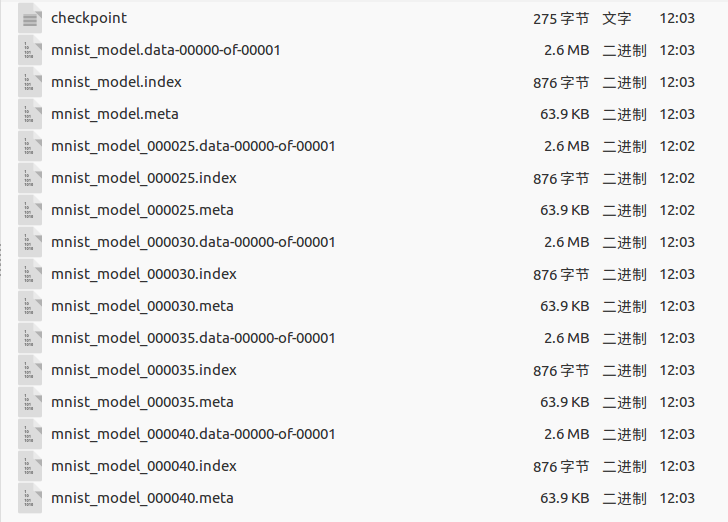 checkpoint 275 字节 文字 12:03
mnist_model.data-00000-of-00001 2.6 MB 二进制 12:03
mnist_model.index 876 字节 二进制 12:03
mnist_model.meta 63.9 KB 二进制 12:03
mnist_model_000025.data-00000-of-00001 2.6 MB 二进制 12:02
mnist_model_000025.index 876 字节 二进制 12:02
mnist_model_000025.meta 63.9 KB 二进制 12:02
mnist_model_000030.data-00000-of-00001 2.6 MB 二进制 12:03
mnist_model_000030.index 876 字节 二进制 12:03
mnist_model_000030.meta 63.9 KB 二进制 12:03
mnist_model_000035.data-00000-of-00001 2.6 MB 二进制 12:03
mnist_model_000035.index 876 字节 二进制 12:03
mnist_model_000035.meta 63.9 KB 二进制 12:03
mnist_model_000040.data-00000-of-00001 2.6 MB 二进制 12:03
mnist_model_000040.index 876 字节 二进制 12:03
mnist_model_000040.meta 63.9 KB 二进制 12:03